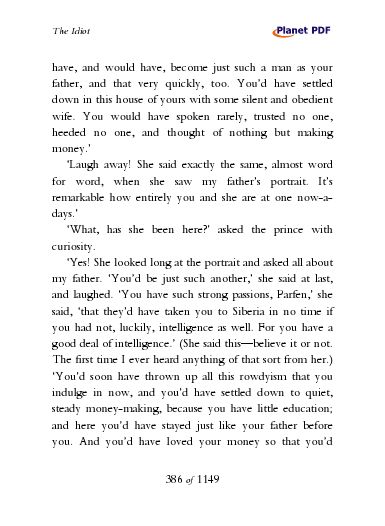 The Idiot
Planet PDF
have, and would have, become just such a man as your
father, and that very quickly, too. You’d have settled
down in this house of yours with some silent and obedient
wife. You would have spoken rarely, trusted no one,
heeded no one, and thought of nothing but making
money.’
‘Laugh away! She said exactly the same, almost word
for word, when she saw my father’s portrait. It’s
remarkable how entirely you and she are at one now-a-
days.’
‘What, has she been here?’ asked the prince with
curiosity.
‘Yes! She looked long at the portrait and asked all about
my father. ‘You’d be just such another,’ she said at last,
and laughed. ‘You have such strong passions, Parfen,’ she
said, ‘that they’d have taken you to Siberia in no time if
you had not, luckily, intelligence as well. For you have a
good deal of intelligence.’ (She said this—believe it or not.
The first time I ever heard anything of that sort from her.)
‘You’d soon have thrown up all this rowdyism that you
indulge in now, and you’d have settled down to quiet,
steady money-making, because you have little education;
and here you’d have stayed just like your father before
you. And you’d have loved your money so that you’d
386 of 1149